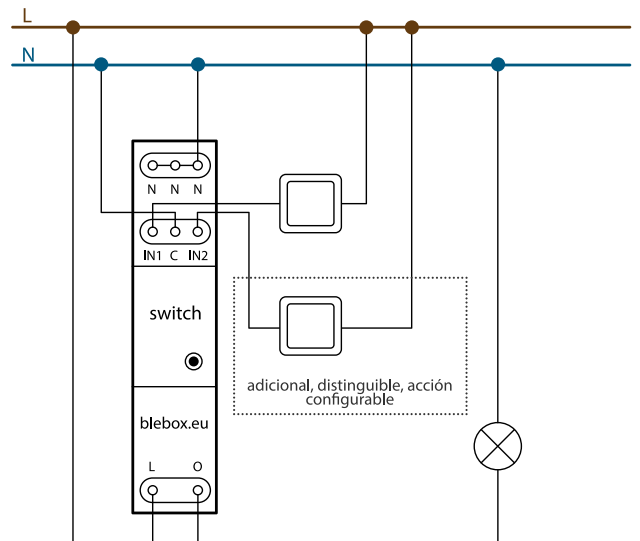 L
N
N N N
IN1 C IN2
switch
adicional, distinguible, acción
configurable
blebox.eu
L O